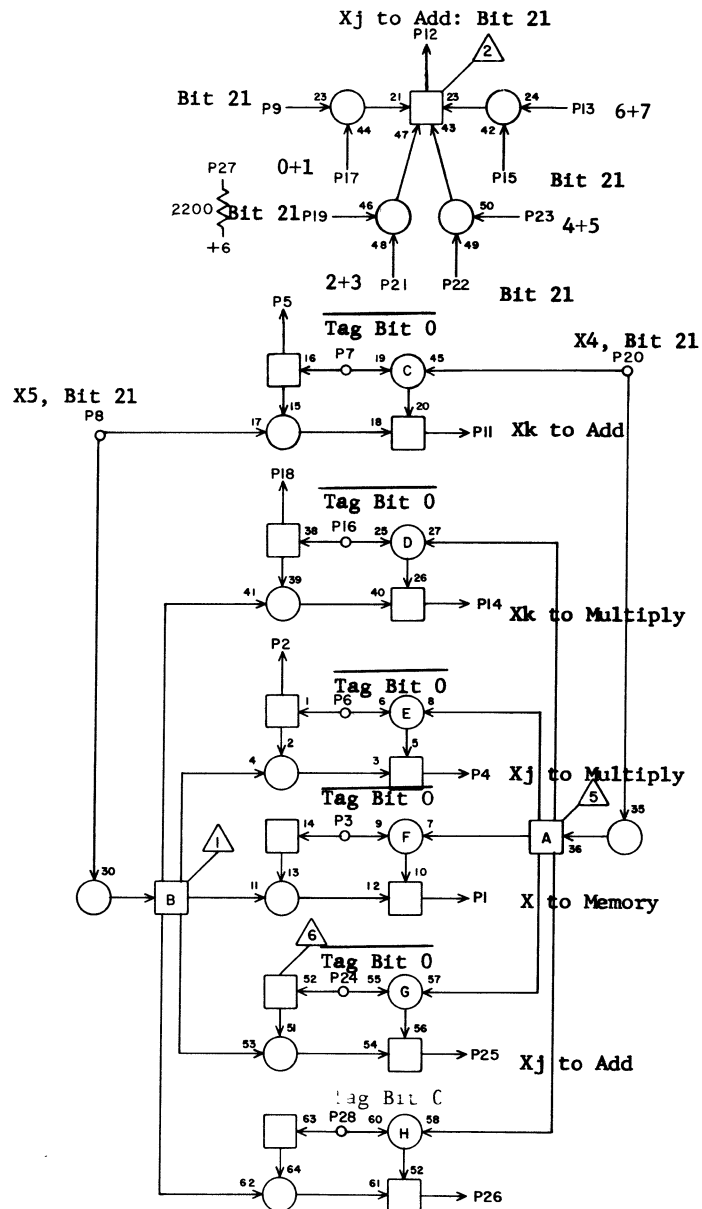 Xj to Add: Bit 21
P12
2
Bit 21 P9 23 21 23 24 P13 6+7
44 47 43 42
P27 0+1 P17 P15 Bit 21
2200 Bit 21 P19 46 50 P23 4+5
+6 48 49
2+3 P21 P22
Bit 21
P5 Tag Bit 0 X4, Bit 21
16 P7 19 C 45 P20
X5, Bit 21
P8
15 20
17 18 P11 Xk to Add
P18 Tag Bit 0
38 P16 25 D 27
39 26
41 40 P14 Xk to Multiply
P2 Tag Bit 0
1 P6 6 E 8
2 5
4 3 P4 Xj to Multiply
Tag Bit 0 5
14 P3 9 F 7 A 36 35
1
13 10
30 B 11 12 P1 X to Memory
6 Tag Bit 0
52 P24 55 G 57
51 56
53 54 P25
Xj to Add
Tag Bit
63 P28 60 H 58
64 52
62 61 P26